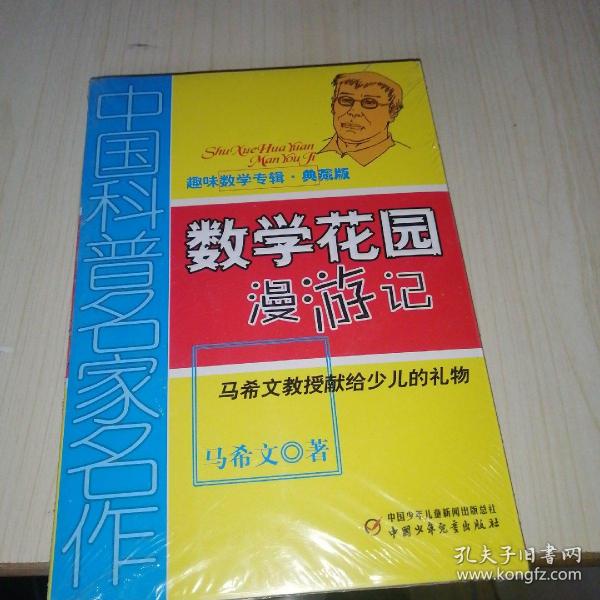 中国科普名家名作
Shu Xue Hua Yuan
Man You Ji
趣味数学专辑·典藏版
数学花园
漫游记
马希文教授献给少儿的礼物
马希文◎著
中国少年儿童新闻出版总社
中国少年儿童出版社
孔夫子旧书网
www.kongfz.com